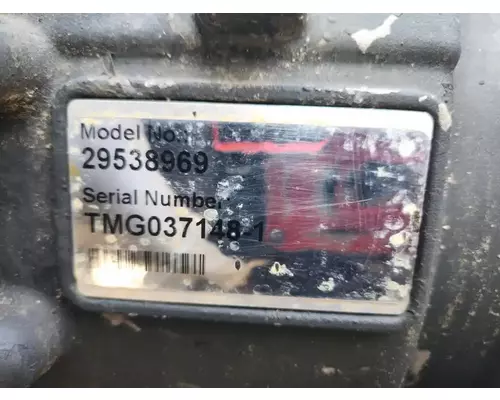 Model No.:
29538969
Serial Number:
TMG037148-1